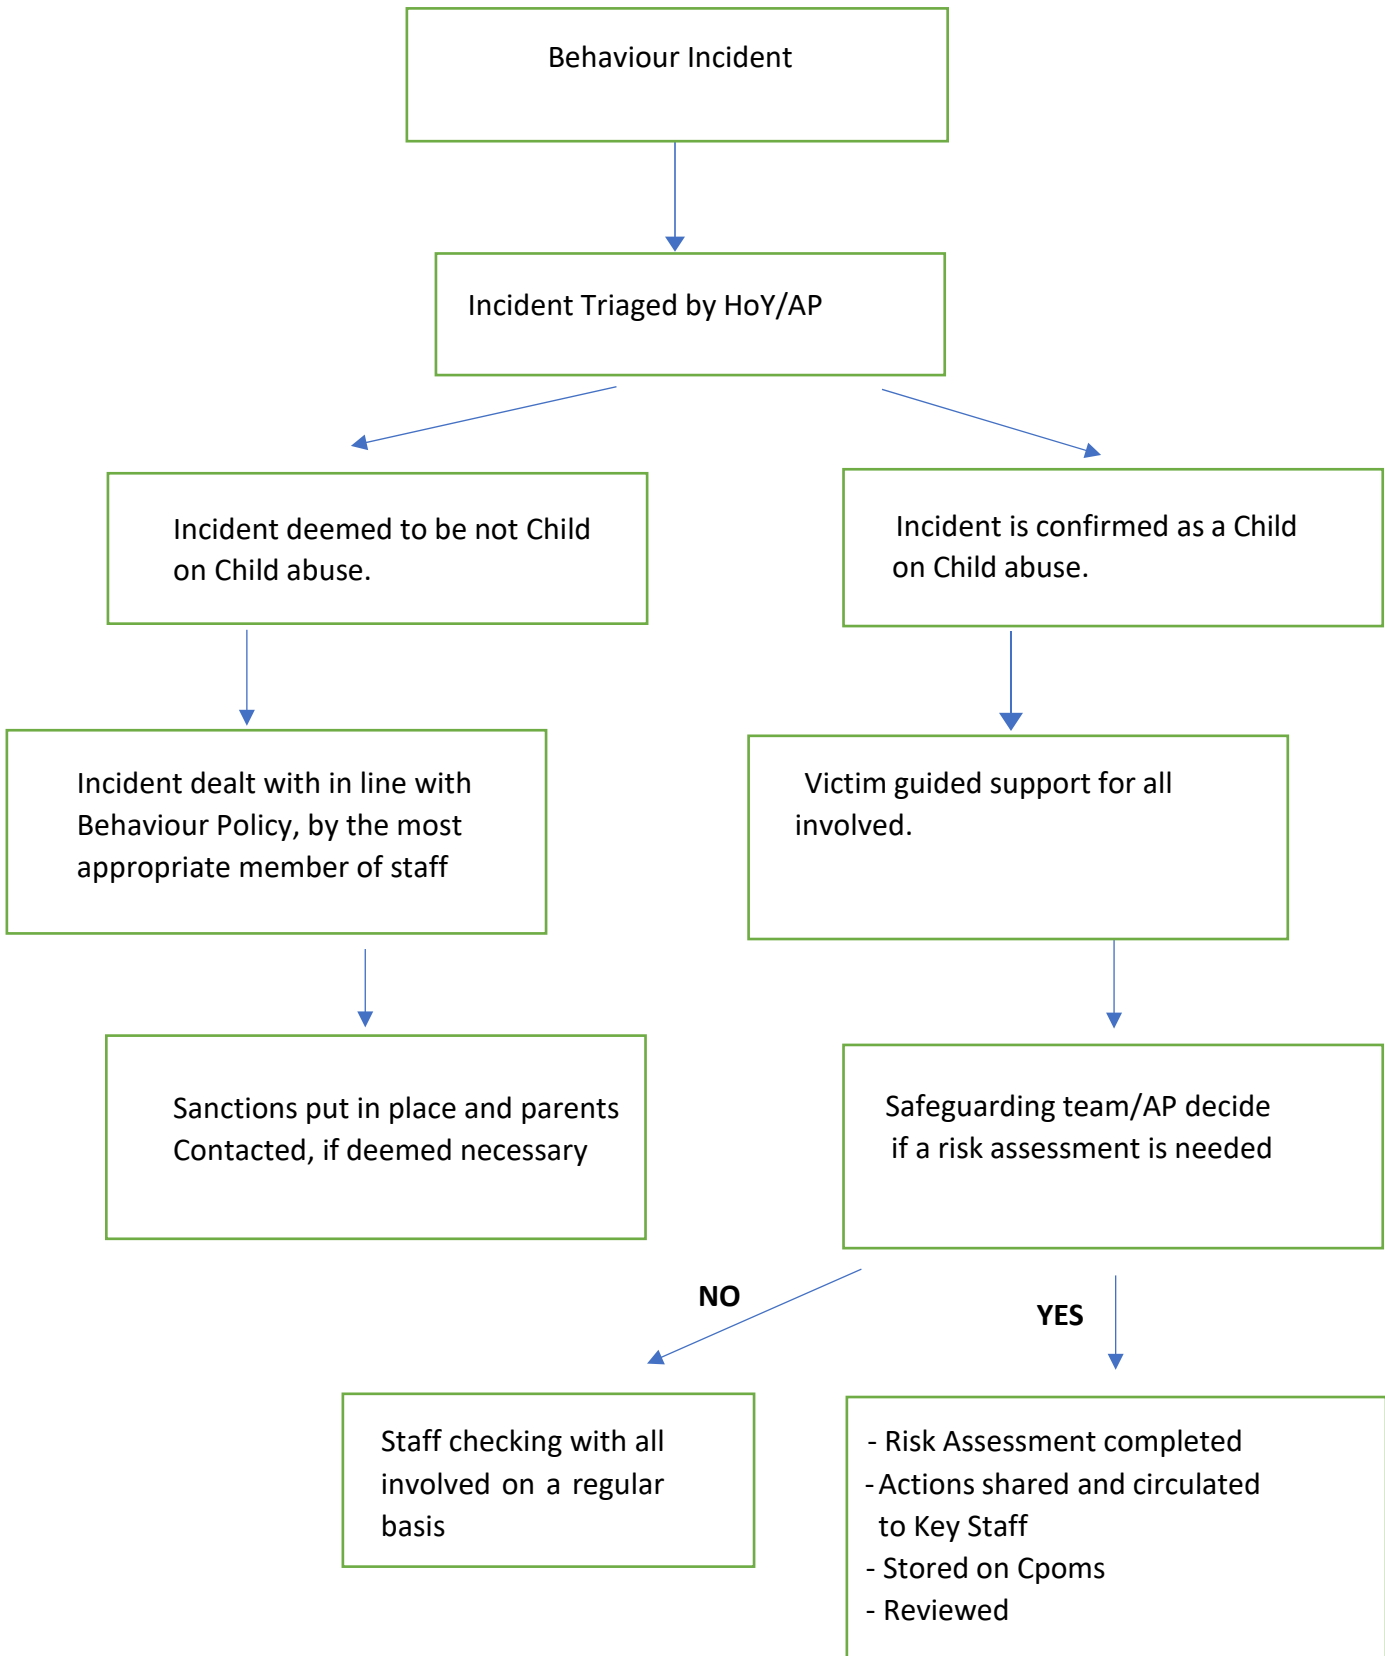 Behaviour Incident
Incident Triaged by HoY/AP
Incident deemed to be not Child
on Child abuse.
Incident is confirmed as a Child
on Child abuse.
Incident dealt with in line with
Behaviour Policy, by the most
appropriate member of staff
Victim guided support for all
involved.
Sanctions put in place and parents
Contacted, if deemed necessary
Safeguarding team/AP decide
if a risk assessment is needed
NO
YES
Staff checking with all
involved on a regular
basis
- Risk Assessment completed
- Actions shared and circulated
to Key Staff
- Stored on Cpoms
- Reviewed